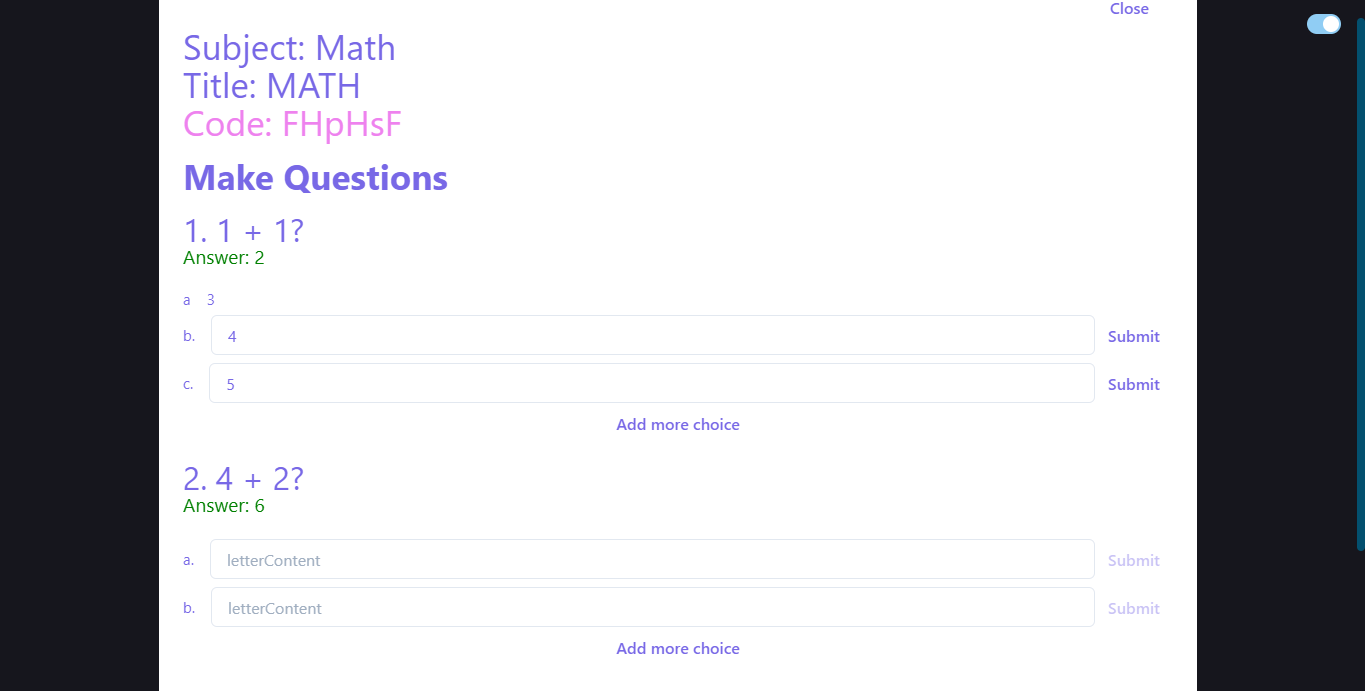 Close
Subject: Math
Title: MATH
Code: FHpHsF
Make Questions
1. 1 + 1?
Answer: 2
a 3
b. 4 Submit
c. 5 Submit
Add more choice
2. 4 + 2?
Answer: 6
a. letterContent Submit
b. letterContent Submit
Add more choice